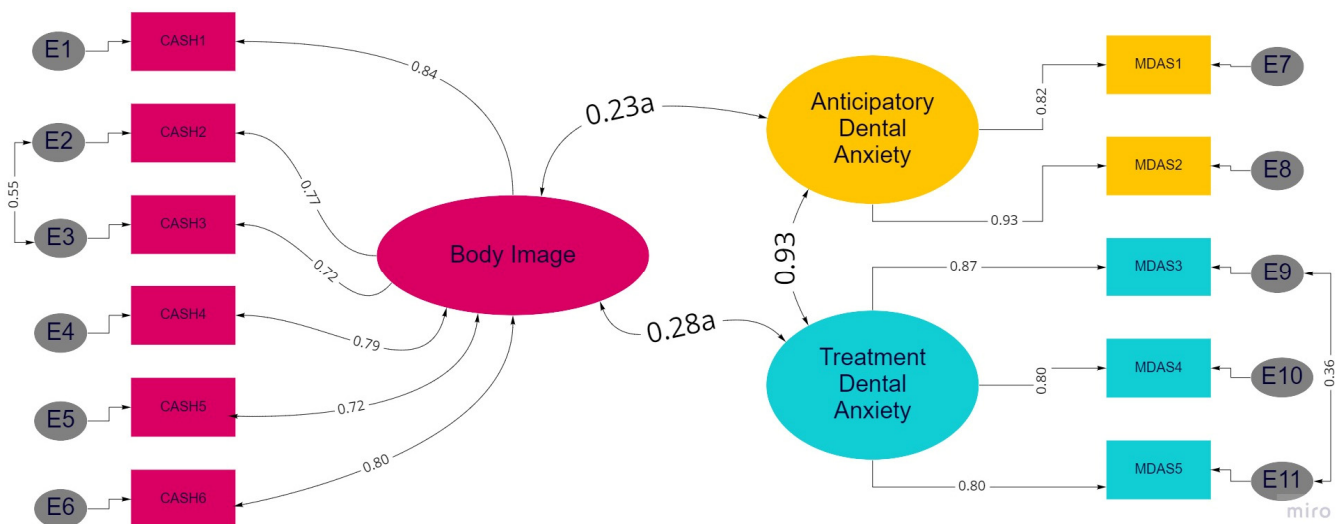 E1
CASH1
0.84
E2
CASH2
0.77
0.55
E3
CASH3
0.72
E4
CASH4
0.79
E5
CASH5
0.72
E6
CASH6
0.80
Body Image
0.23a
0.28a
0.93
Anticipatory
Dental
Anxiety
Treatment
Dental
Anxiety
0.82
MDAS1
E7
0.93
MDAS2
E8
0.87
MDAS3
E9
0.80
MDAS4
E10
0.36
0.80
MDAS5
E11
miro